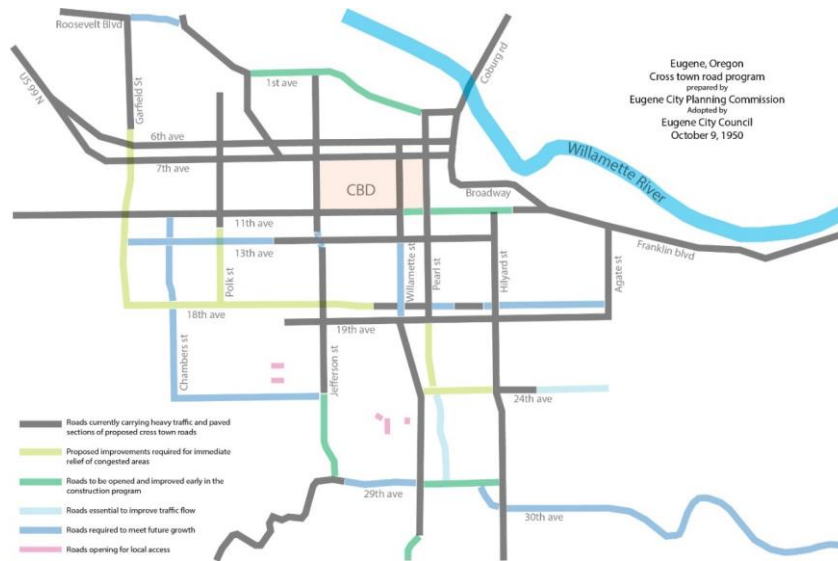 Roosevelt Blvd
US 99 N
Garfield St
1st ave
Coburg rd
Eugene, Oregon
Cross town road program
prepared by
Eugene City Planning Commission
Adopted by
Eugene City Council
October 9, 1950
6th ave
7th ave
CBD
Broadway
Willamette River
11th ave
13th ave
Franklin blvd
Polk st
Willamette st
Pearl st
Hilyard st
Agate st
18th ave
19th ave
Chambers st
Jefferson st
24th ave
29th ave
30th ave
Roads currently carrying heavy traffic and paved
sections of proposed cross town roads
Proposed improvements required for immediate
relief of congested areas
Roads to be opened and improved early in the
construction program
Roads essential to improve traffic flow
Roads required to meet future growth
Roads opening for local access